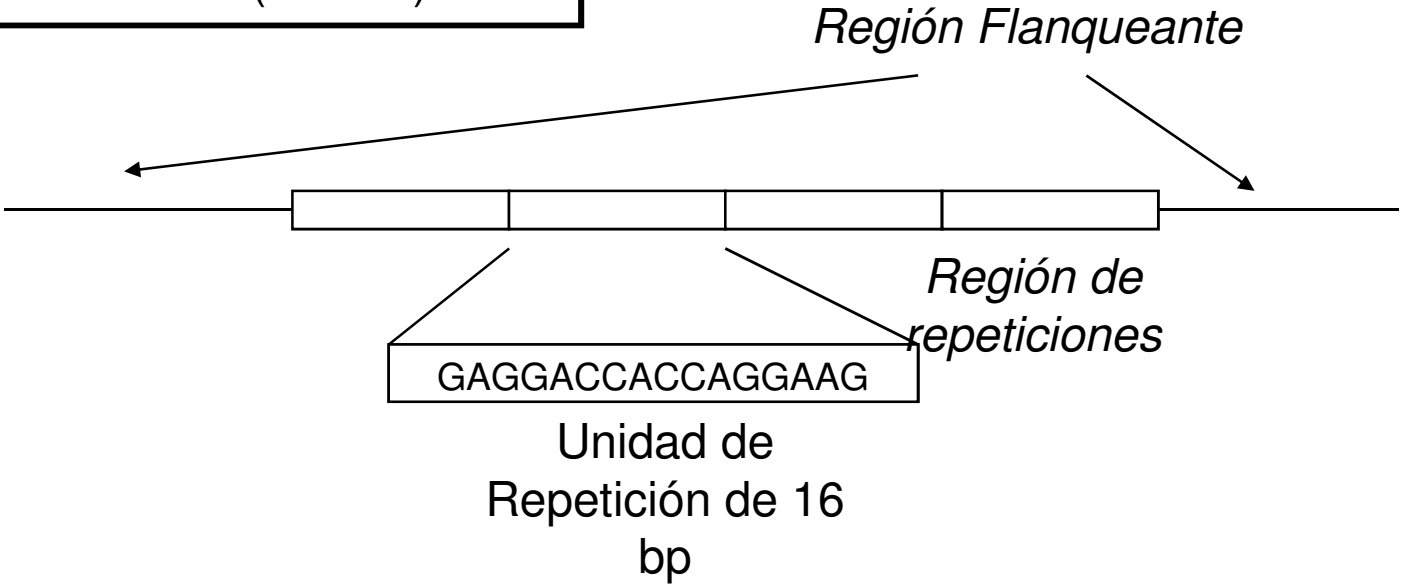 Región Flanqueante
Región de
repeticiones
GAGGACCACCAGGAAG
Unidad de
Repetición de 16
bp